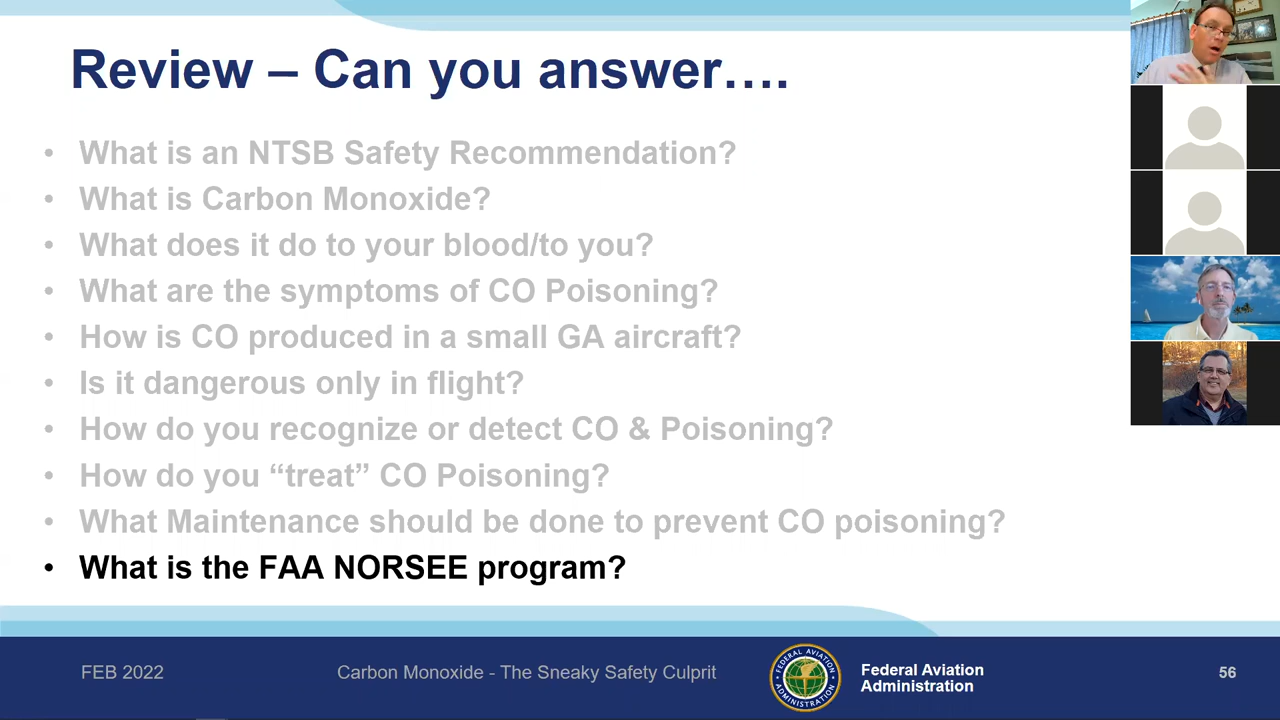 Review – Can you answer….
• What is an NTSB Safety Recommendation?
• What is Carbon Monoxide?
• What does it do to your blood/to you?
• What are the symptoms of CO Poisoning?
• How is CO produced in a small GA aircraft?
• Is it dangerous only in flight?
• How do you recognize or detect CO & Poisoning?
• How do you “treat” CO Poisoning?
• What Maintenance should be done to prevent CO poisoning?
• What is the FAA NORSEE program?
FEB 2022
Carbon Monoxide - The Sneaky Safety Culprit
FEDERAL AVIATION
ADMINISTRATION
Federal Aviation
Administration
56